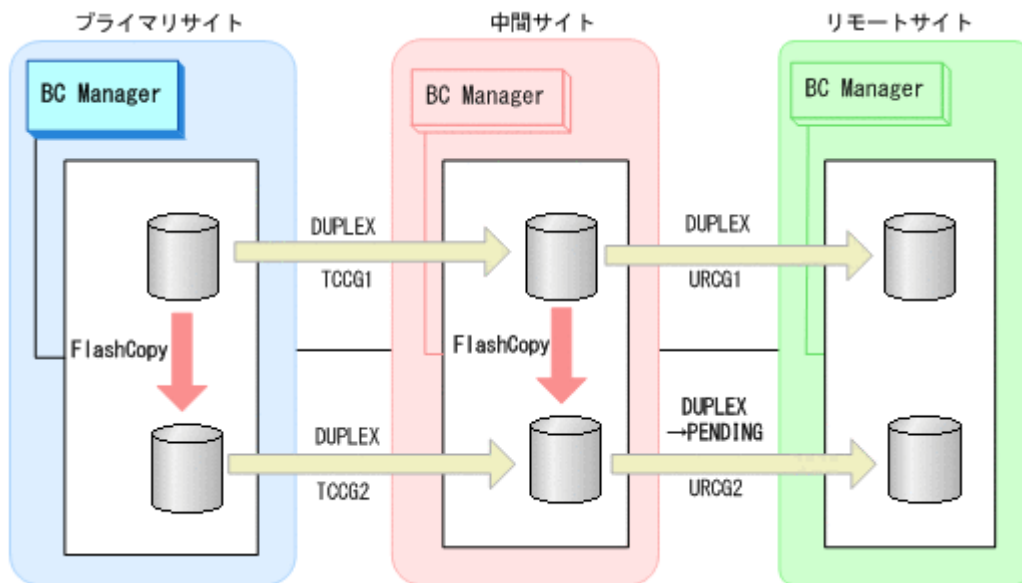 プライマリサイト
中間サイト
リモートサイト
BC Manager
BC Manager
BC Manager
DUPLEX
TCCG1
DUPLEX
URCG1
FlashCopy
FlashCopy
DUPLEX
TCCG2
DUPLEX
→PENDING
URCG2